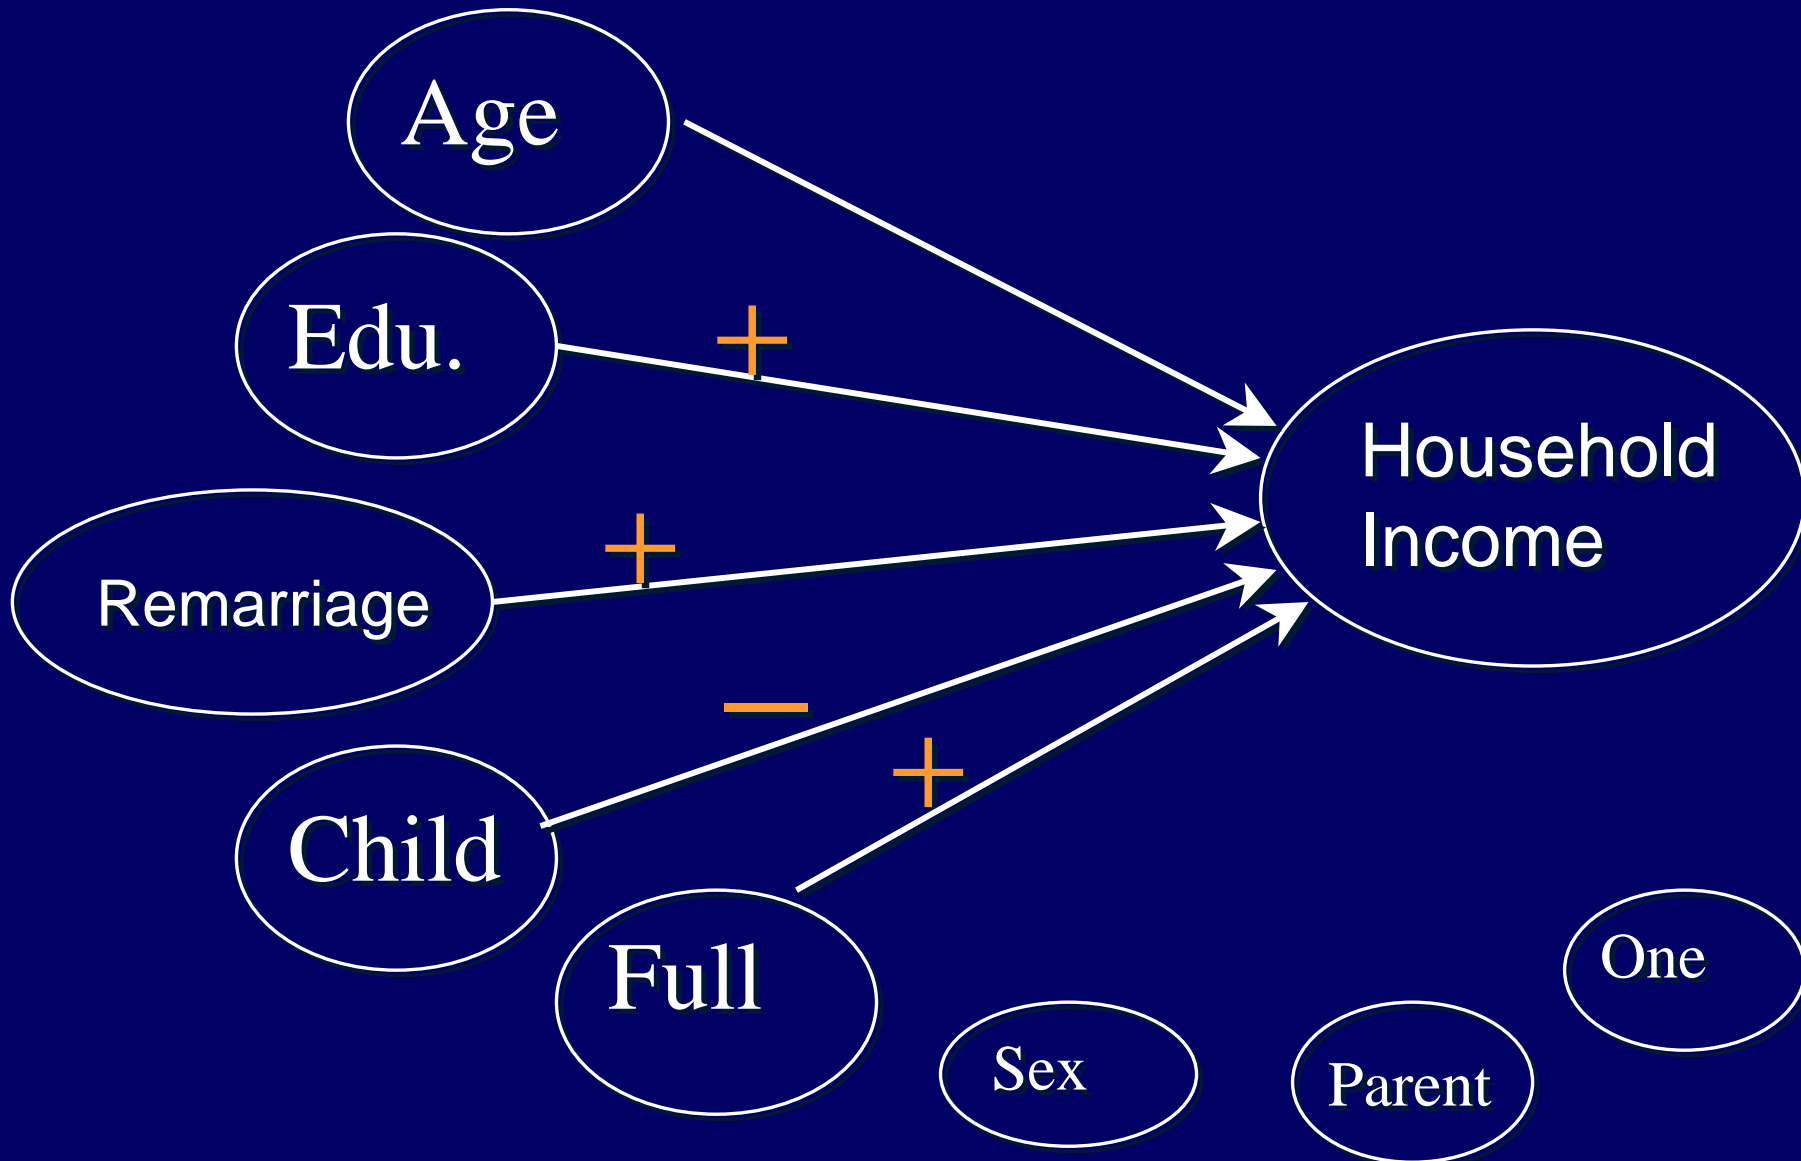 Age
Edu.
+
Household
Income
+
Remarriage
−
+
Child
Full
One
Sex
Parent